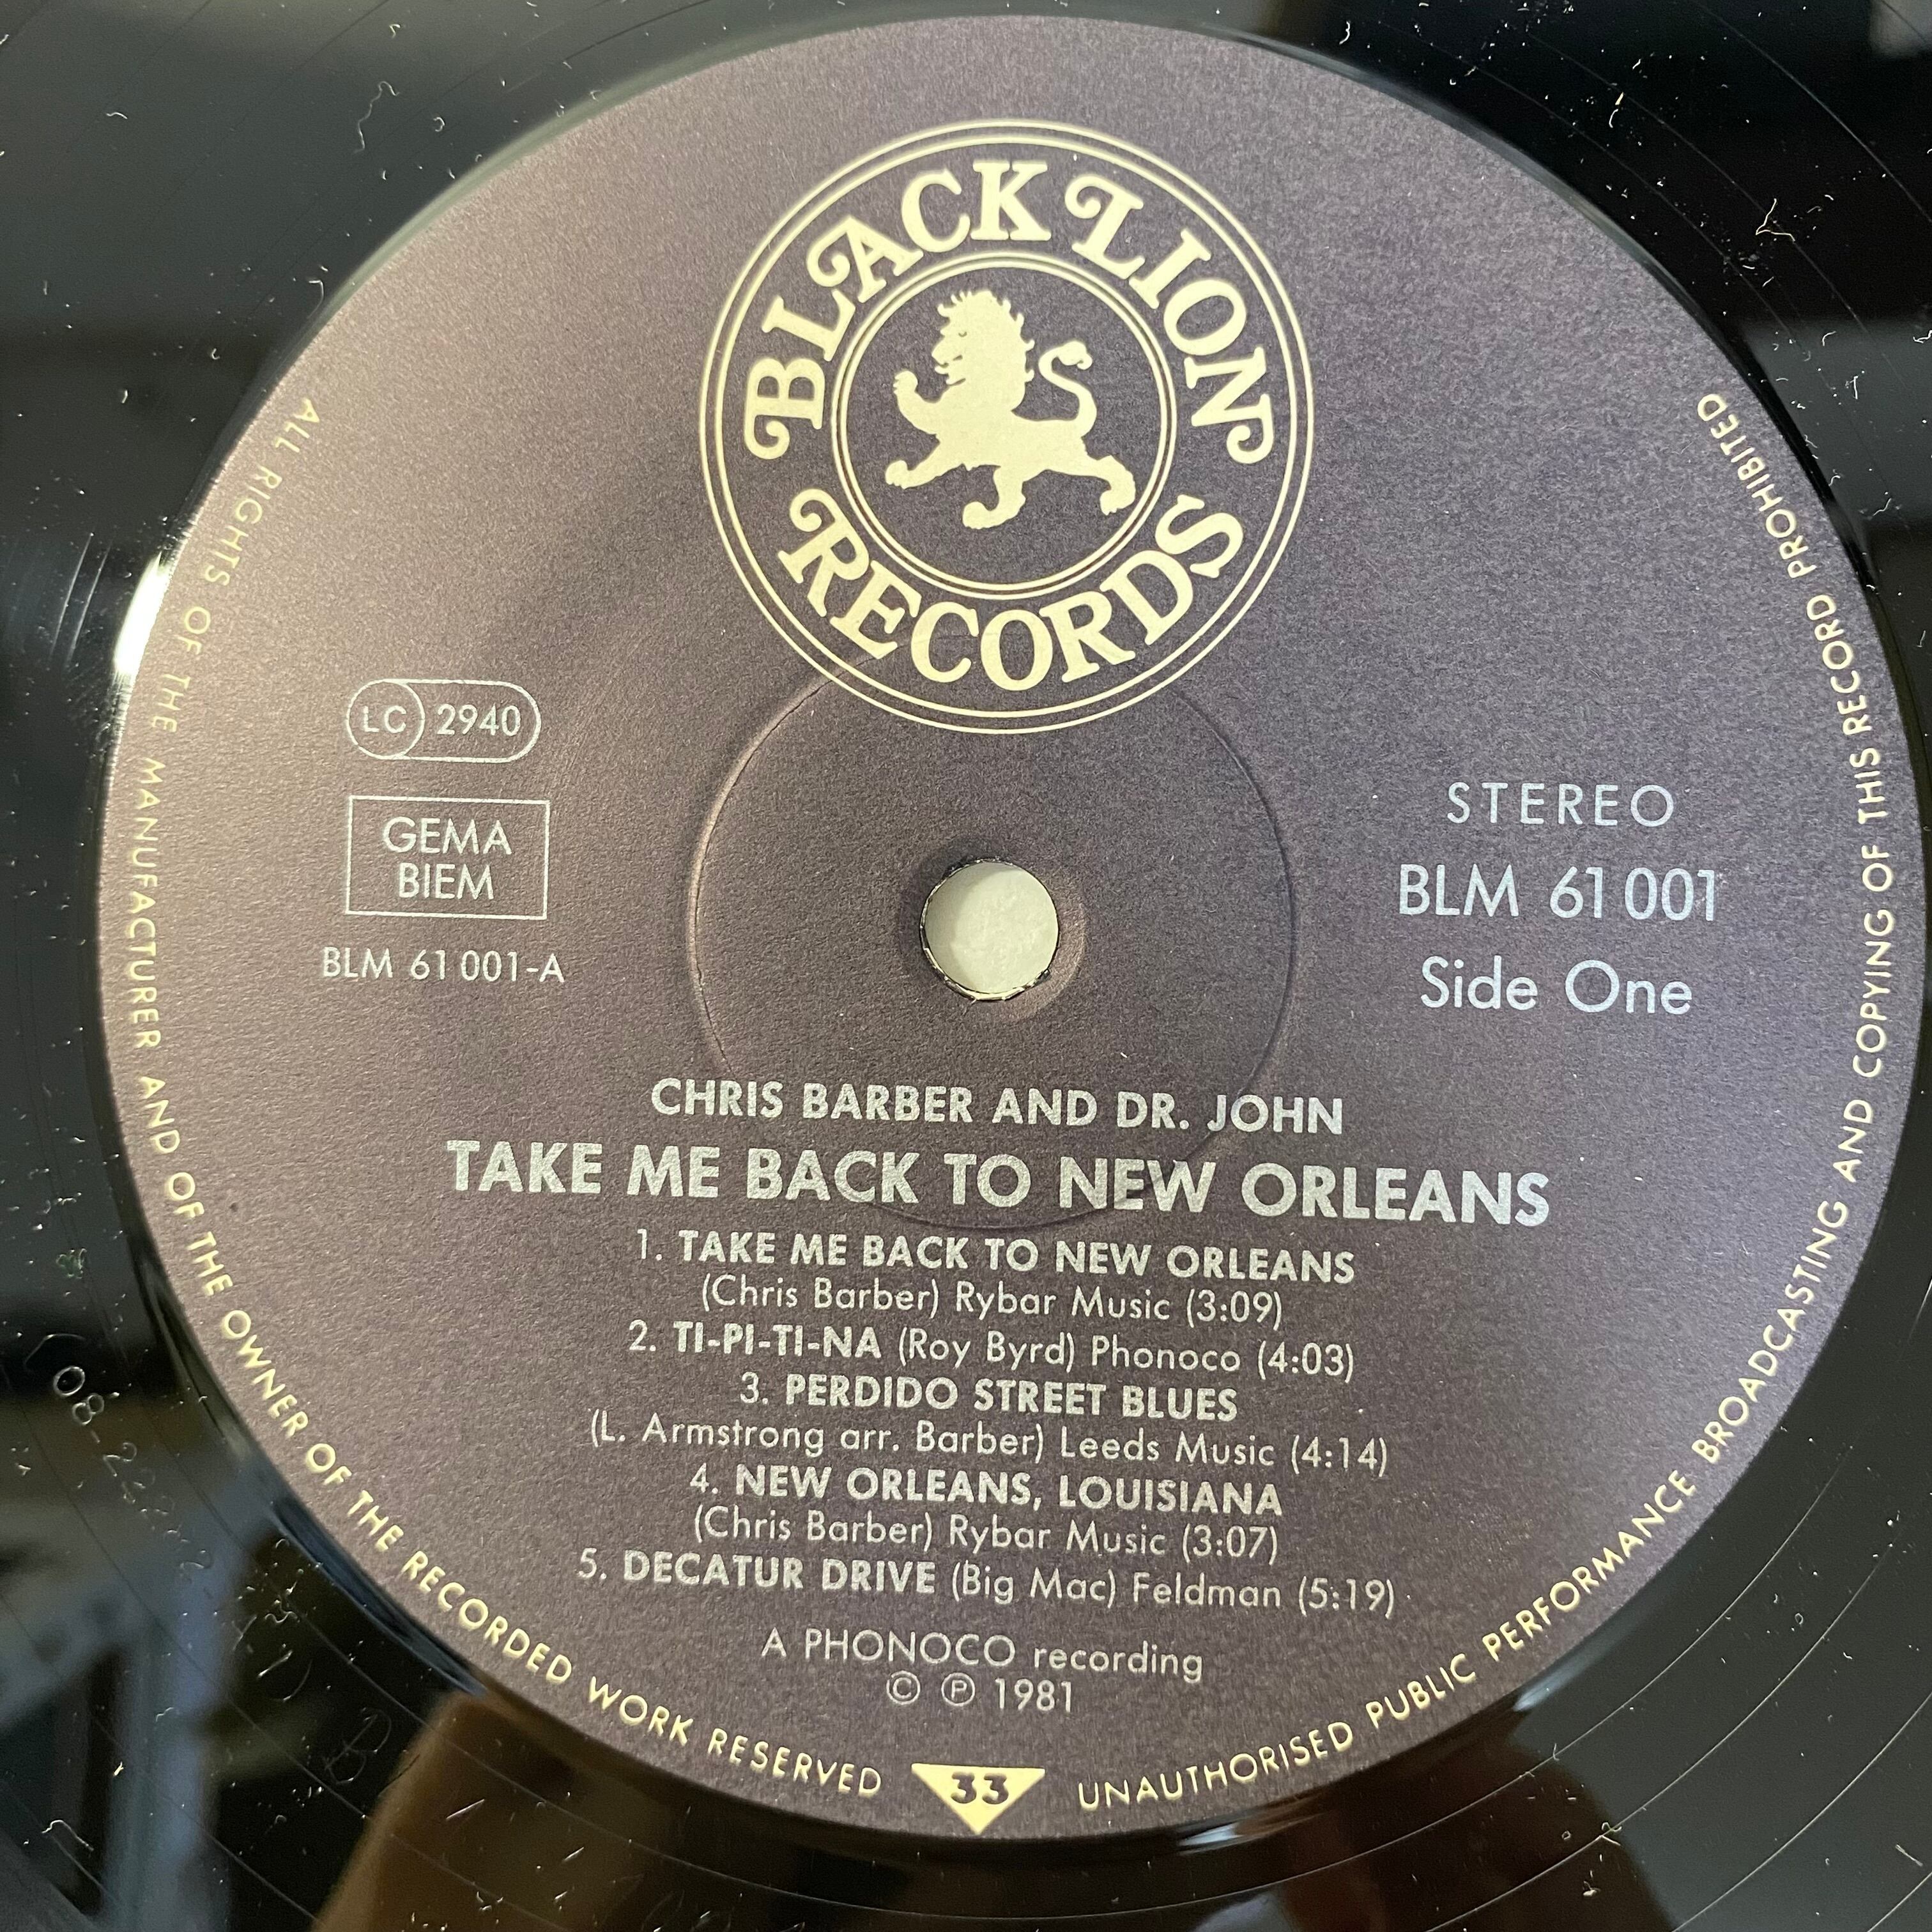 BLACK LION
RECORDS
LC 2940
GEMA
BIEM
BLM 61 001-A
STEREO
BLM 61 001
Side One
CHRIS BARBER AND DR. JOHN
TAKE ME BACK TO NEW ORLEANS
1. TAKE ME BACK TO NEW ORLEANS
(Chris Barber) Rybar Music (3:09)
2. TI-PI-TI-NA (Roy Byrd) Phonoco (4:03)
3. PERDIDO STREET BLUES
(L. Armstrong arr. Barber) Leeds Music (4:14)
4. NEW ORLEANS, LOUISIANA
(Chris Barber) Rybar Music (3:07)
5. DECATUR DRIVE (Big Mac) Feldman (5:19)
A PHONOCO recording
© ℗ 1981
ALL RIGHTS OF THE MANUFACTURER AND OF THE OWNER OF THE RECORDED WORK RESERVED
33
UNAUTHORISED PUBLIC PERFORMANCE BROADCASTING AND COPYING OF THIS RECORD PROHIBITED